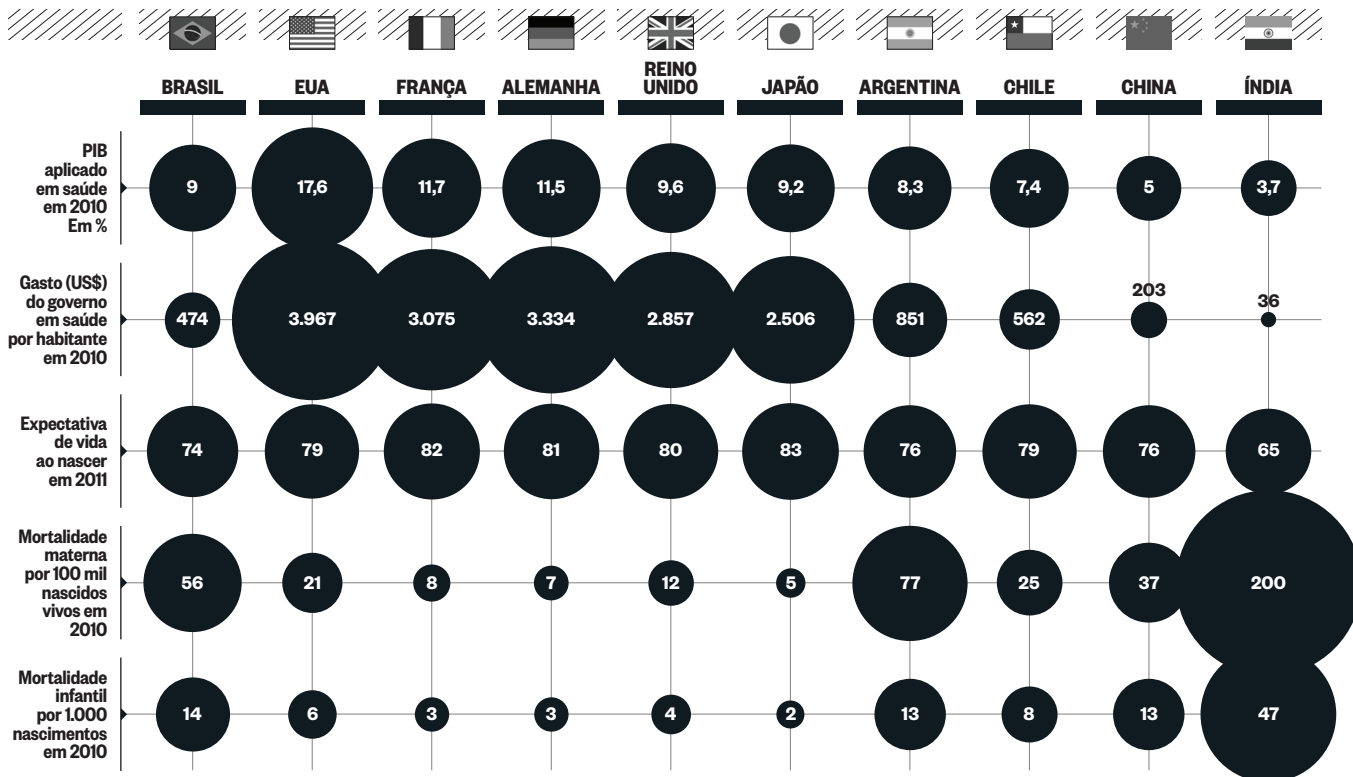 BRASIL
EUA
FRANÇA
ALEMANHA
REINO
UNIDO
JAPÃO
ARGENTINA
CHILE
CHINA
ÍNDIA
PIB
aplicado
em saúde
em 2010
Em %
9
17,6
11,7
11,5
9,6
9,2
8,3
7,4
5
3,7
Gasto (US$)
do governo
em saúde
por habitante
em 2010
474
3.967
3.075
3.334
2.857
2.506
851
562
203
36
Expectativa
de vida
ao nascer
em 2011
74
79
82
81
80
83
76
79
76
65
Mortalidade
materna
por 100 mil
nascidos
vivos em
2010
56
21
8
7
12
5
77
25
37
200
Mortalidade
infantil
por 1.000
nascimentos
em 2010
14
6
3
3
4
2
13
8
13
47